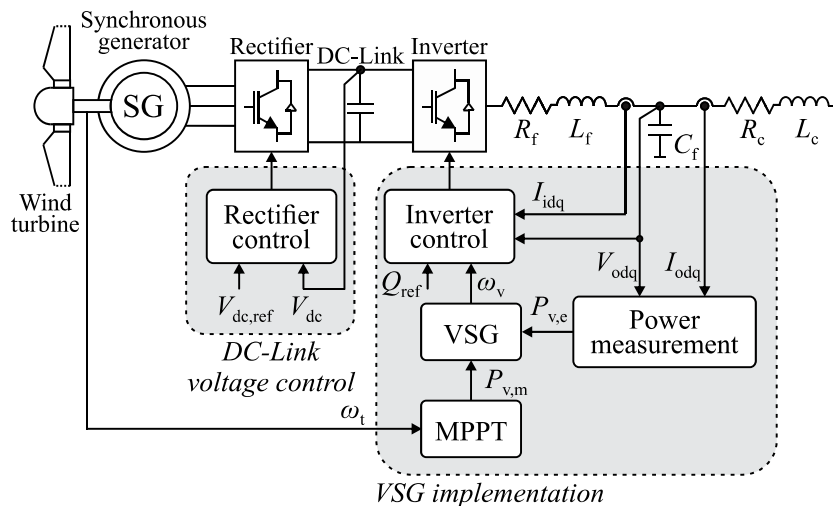 Synchronous
generator
Rectifier
DC-Link
Inverter
SG
R_f
L_f
C_f
R_c
L_c
Wind
turbine
Rectifier
control
Inverter
control
I_idq
V_odq
I_odq
V_dc,ref
V_dc
Q_ref
ω_v
P_v,e
VSG
Power
measurement
DC-Link
voltage control
P_v,m
ω_t
MPPT
VSG implementation